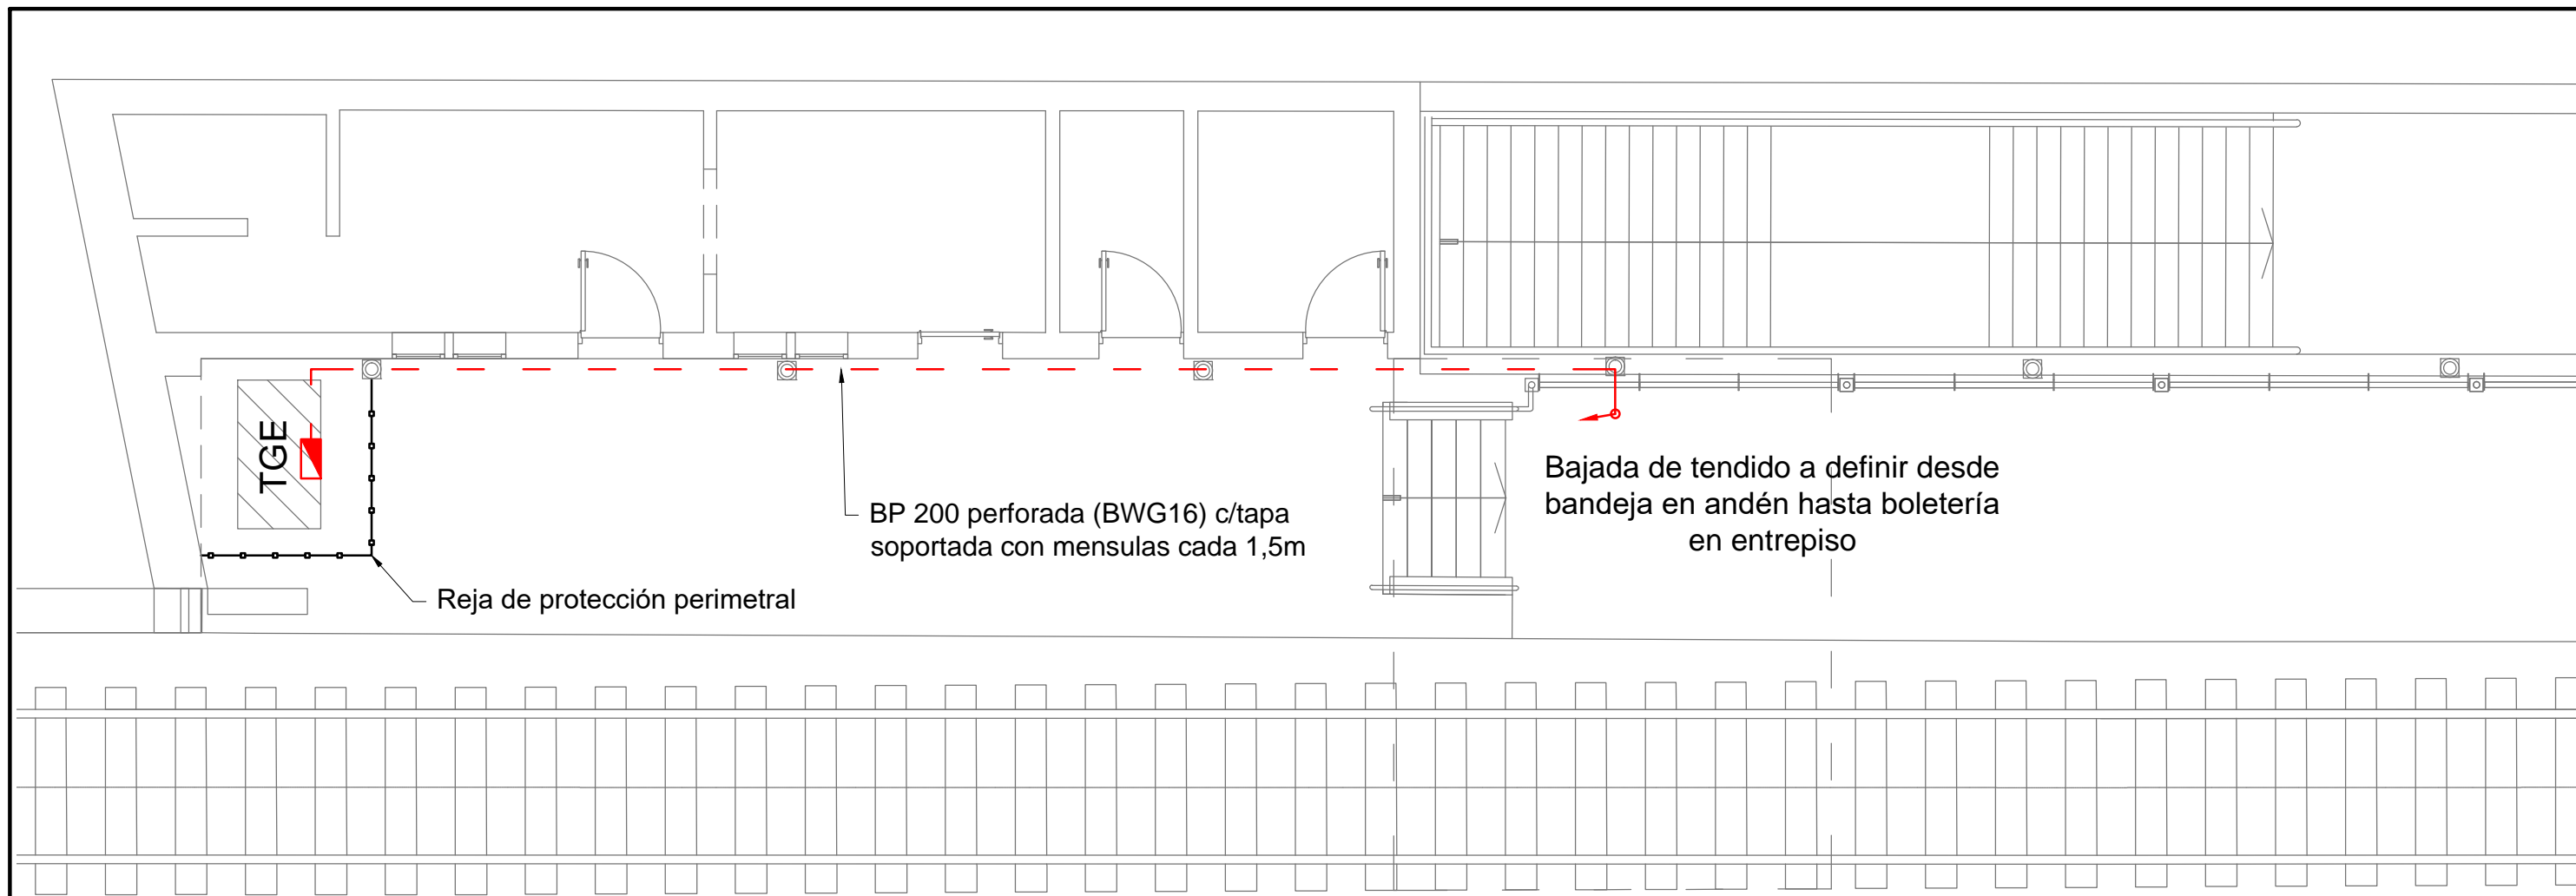 TGE
BP 200 perforada (BWG16) c/tapa
soportada con mensulas cada 1,5m
Reja de protección perimetral
Bajada de tendido a definir desde
bandeja en andén hasta boletería
en entrepiso